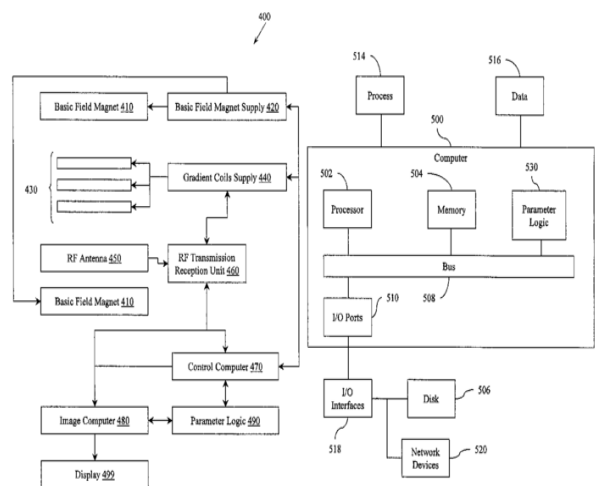 400
Basic Field Magnet 410
Basic Field Magnet Supply 420
430
Gradient Coils Supply 440
RF Antenna 450
RF Transmission
Reception Unit 460
Basic Field Magnet 410
Control Computer 470
Image Computer 480
Parameter Logic 490
Display 499
514
Process
516
Data
500
Computer
502
Processor
504
Memory
530
Parameter
Logic
Bus
508
510
I/O Ports
I/O
Interfaces
518
Disk
506
Network
Devices
520